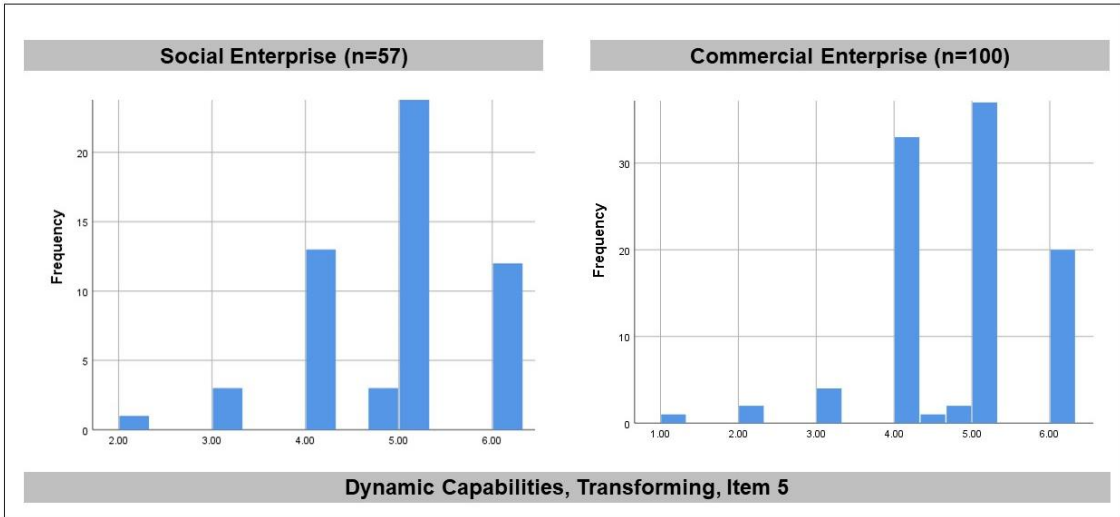 Social Enterprise (n=57)
Commercial Enterprise (n=100)
Frequency
20
15
10
5
0
2.00 3.00 4.00 5.00 6.00
Frequency
30
20
10
0
1.00 2.00 3.00 4.00 5.00 6.00
Dynamic Capabilities, Transforming, Item 5